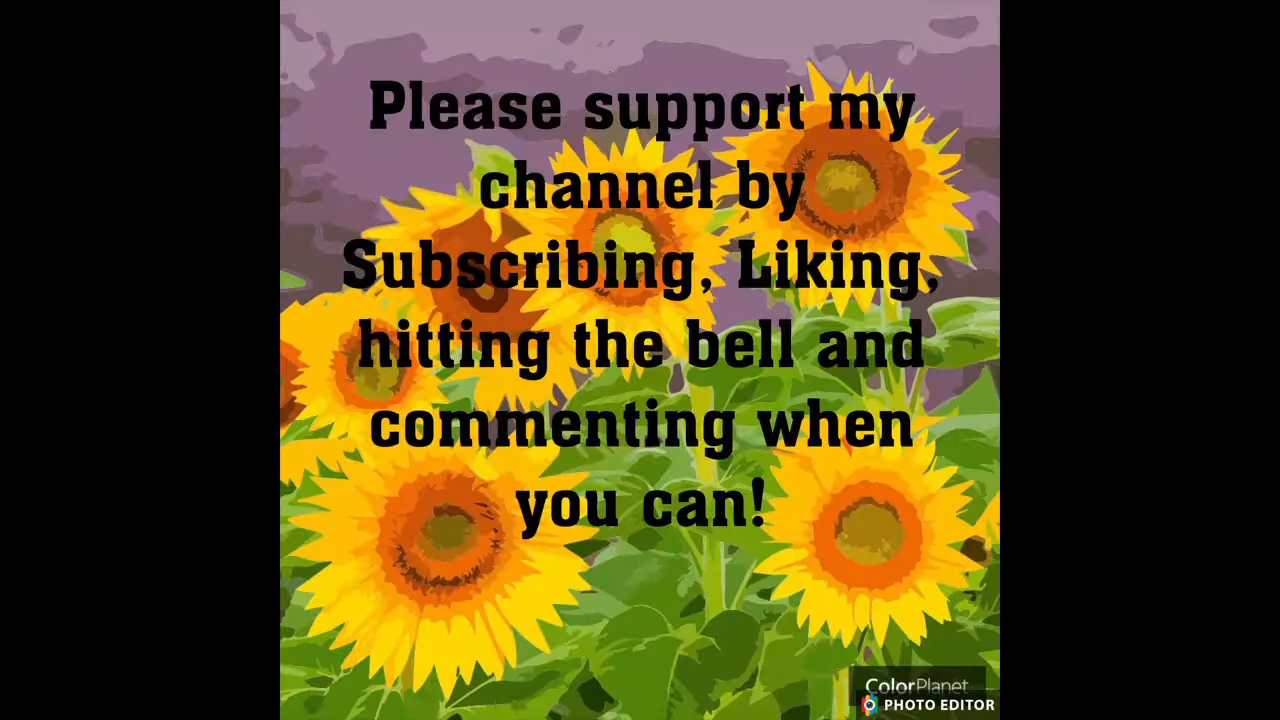 Please support my
channel by
Subscribing, Liking,
hitting the bell and
commenting when
you can!
ColorPlanet
PHOTO EDITOR